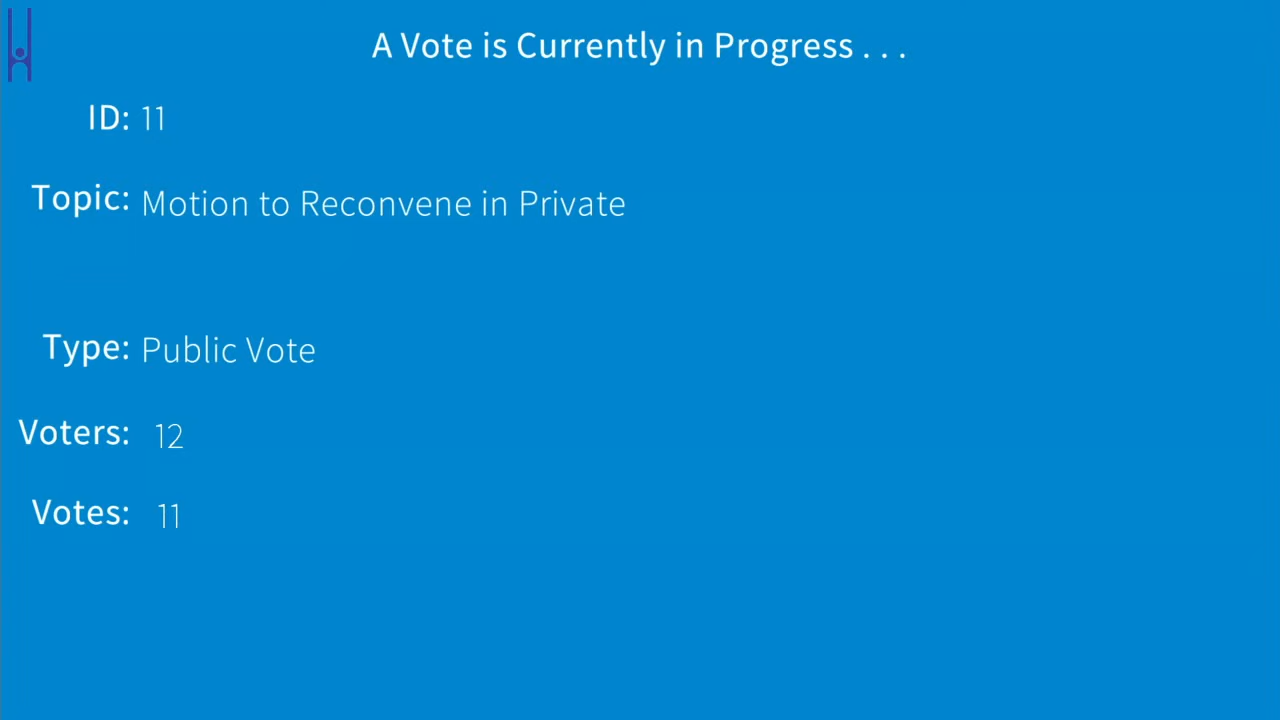 A Vote is Currently in Progress . . .
ID: 11
Topic: Motion to Reconvene in Private
Type: Public Vote
Voters: 12
Votes: 11